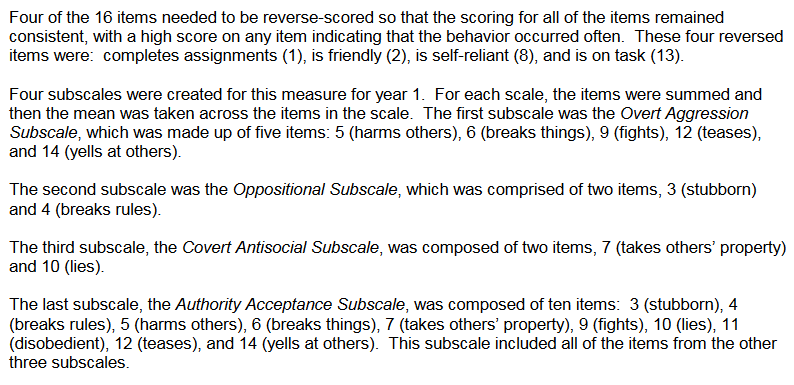 Four of the 16 items needed to be reverse-scored so that the scoring for all of the items remained
consistent, with a high score on any item indicating that the behavior occurred often.  These four reversed
items were:  completes assignments (1), is friendly (2), is self-reliant (8), and is on task (13).
Four subscales were created for this measure for year 1.  For each scale, the items were summed and
then the mean was taken across the items in the scale.  The first subscale was the Overt Aggression
Subscale, which was made up of five items: 5 (harms others), 6 (breaks things), 9 (fights), 12 (teases),
and 14 (yells at others).
The second subscale was the Oppositional Subscale, which was comprised of two items, 3 (stubborn)
and 4 (breaks rules).
The third subscale, the Covert Antisocial Subscale, was composed of two items, 7 (takes others’ property)
and 10 (lies).
The last subscale, the Authority Acceptance Subscale, was composed of ten items:  3 (stubborn), 4
(breaks rules), 5 (harms others), 6 (breaks things), 7 (takes others’ property), 9 (fights), 10 (lies), 11
(disobedient), 12 (teases), and 14 (yells at others).  This subscale included all of the items from the other
three subscales.